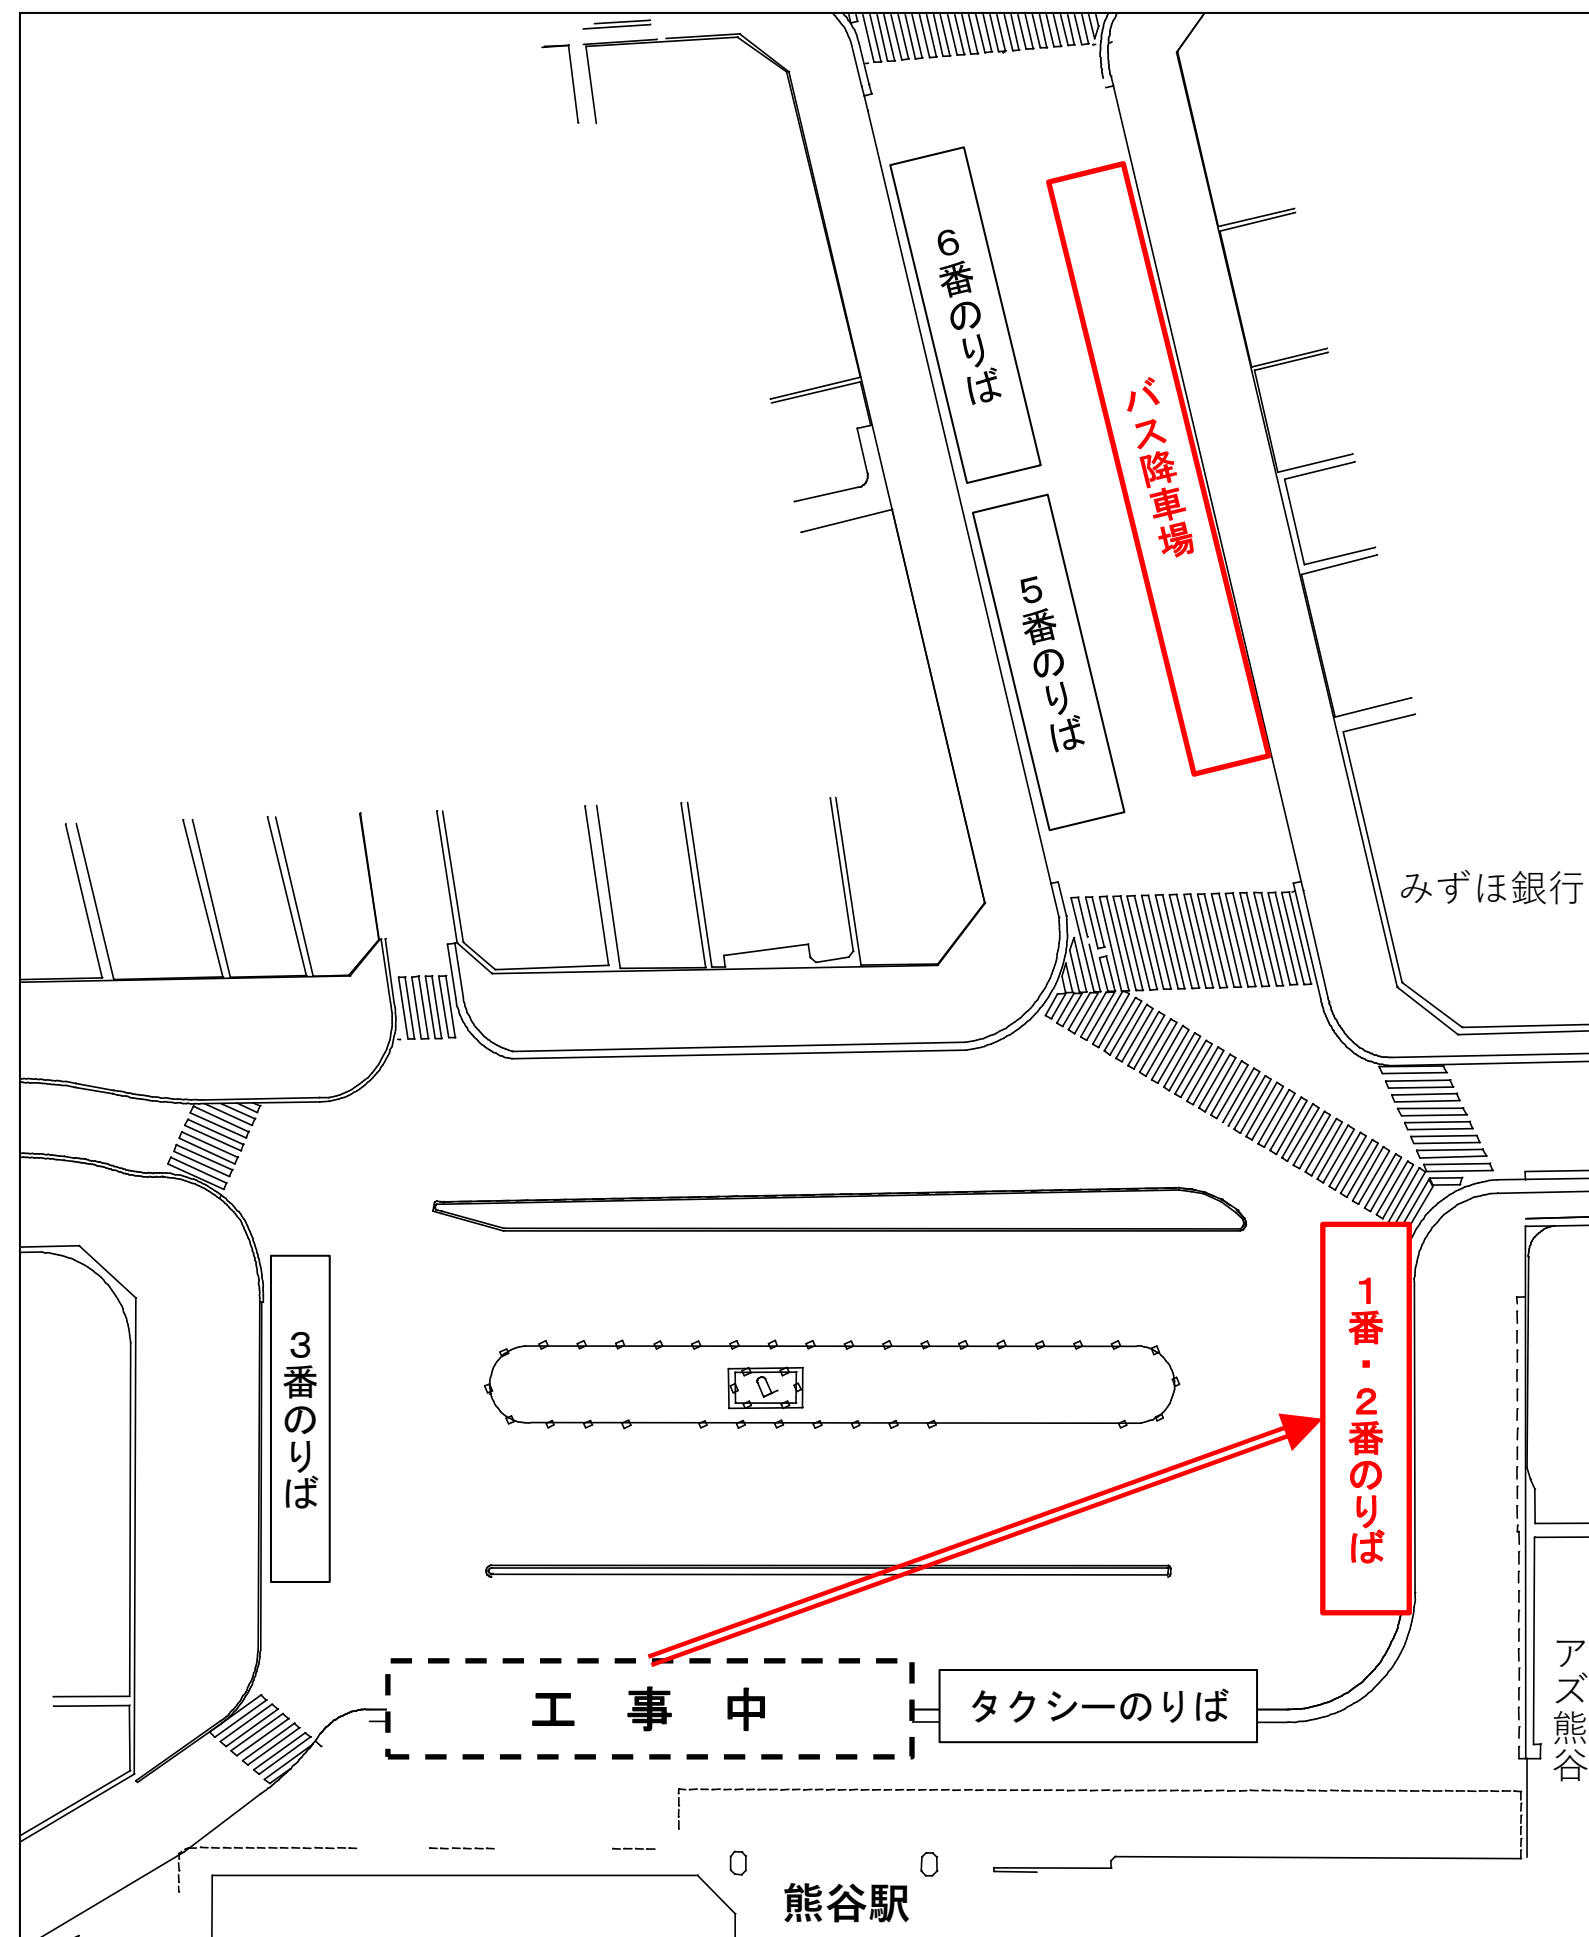 6番のりば
バス降車場
5番のりば
みずほ銀行
3番のりば
1番・2番のりば
工事中
タクシーのりば
アズ熊谷
熊谷駅